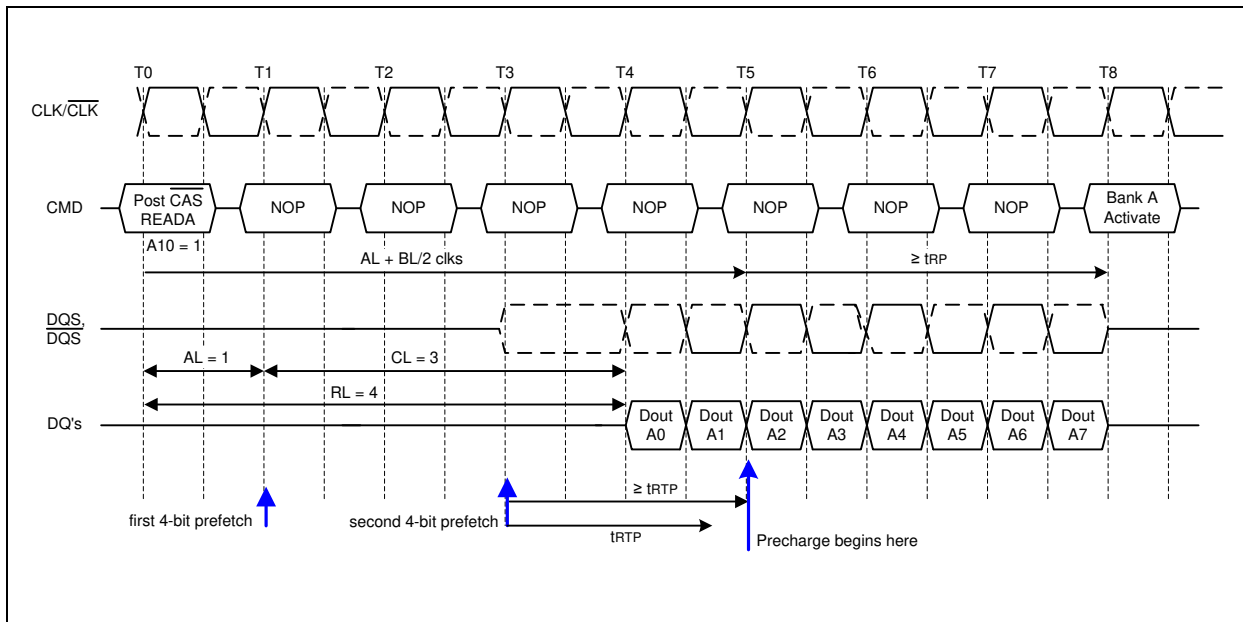 T0 T1 T2 T3 T4 T5 T6 T7 T8
CLK/C̅L̅K̅
CMD
Post C̅A̅S̅
READA
NOP NOP NOP NOP NOP NOP NOP
Bank A
Activate
A10 = 1
AL + BL/2 clks
≥ tRP
DQS,
D̅Q̅S̅
AL = 1
CL = 3
RL = 4
DQ's
Dout Dout Dout Dout Dout Dout Dout Dout
A0 A1 A2 A3 A4 A5 A6 A7
≥ tRTP
first 4-bit prefetch
second 4-bit prefetch
tRTP
Precharge begins here